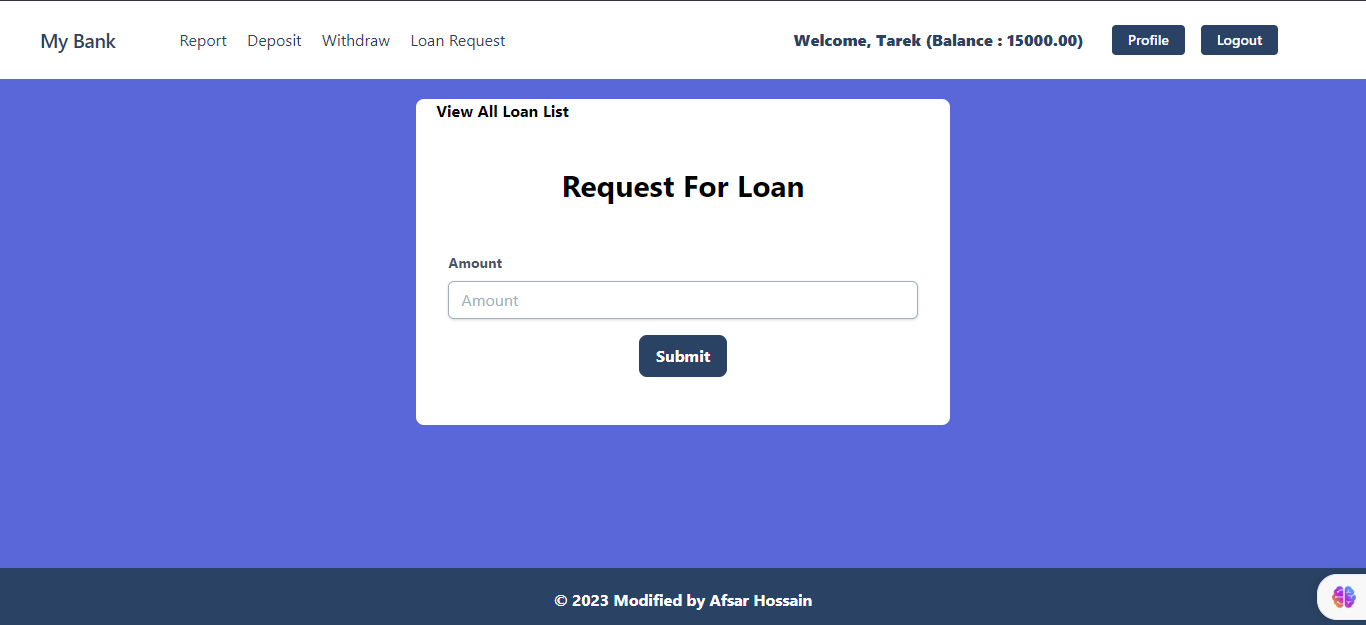 My Bank Report Deposit Withdraw Loan Request Welcome, Tarek (Balance : 15000.00) Profile Logout
View All Loan List
Request For Loan
Amount
Amount
Submit
© 2023 Modified by Afsar Hossain